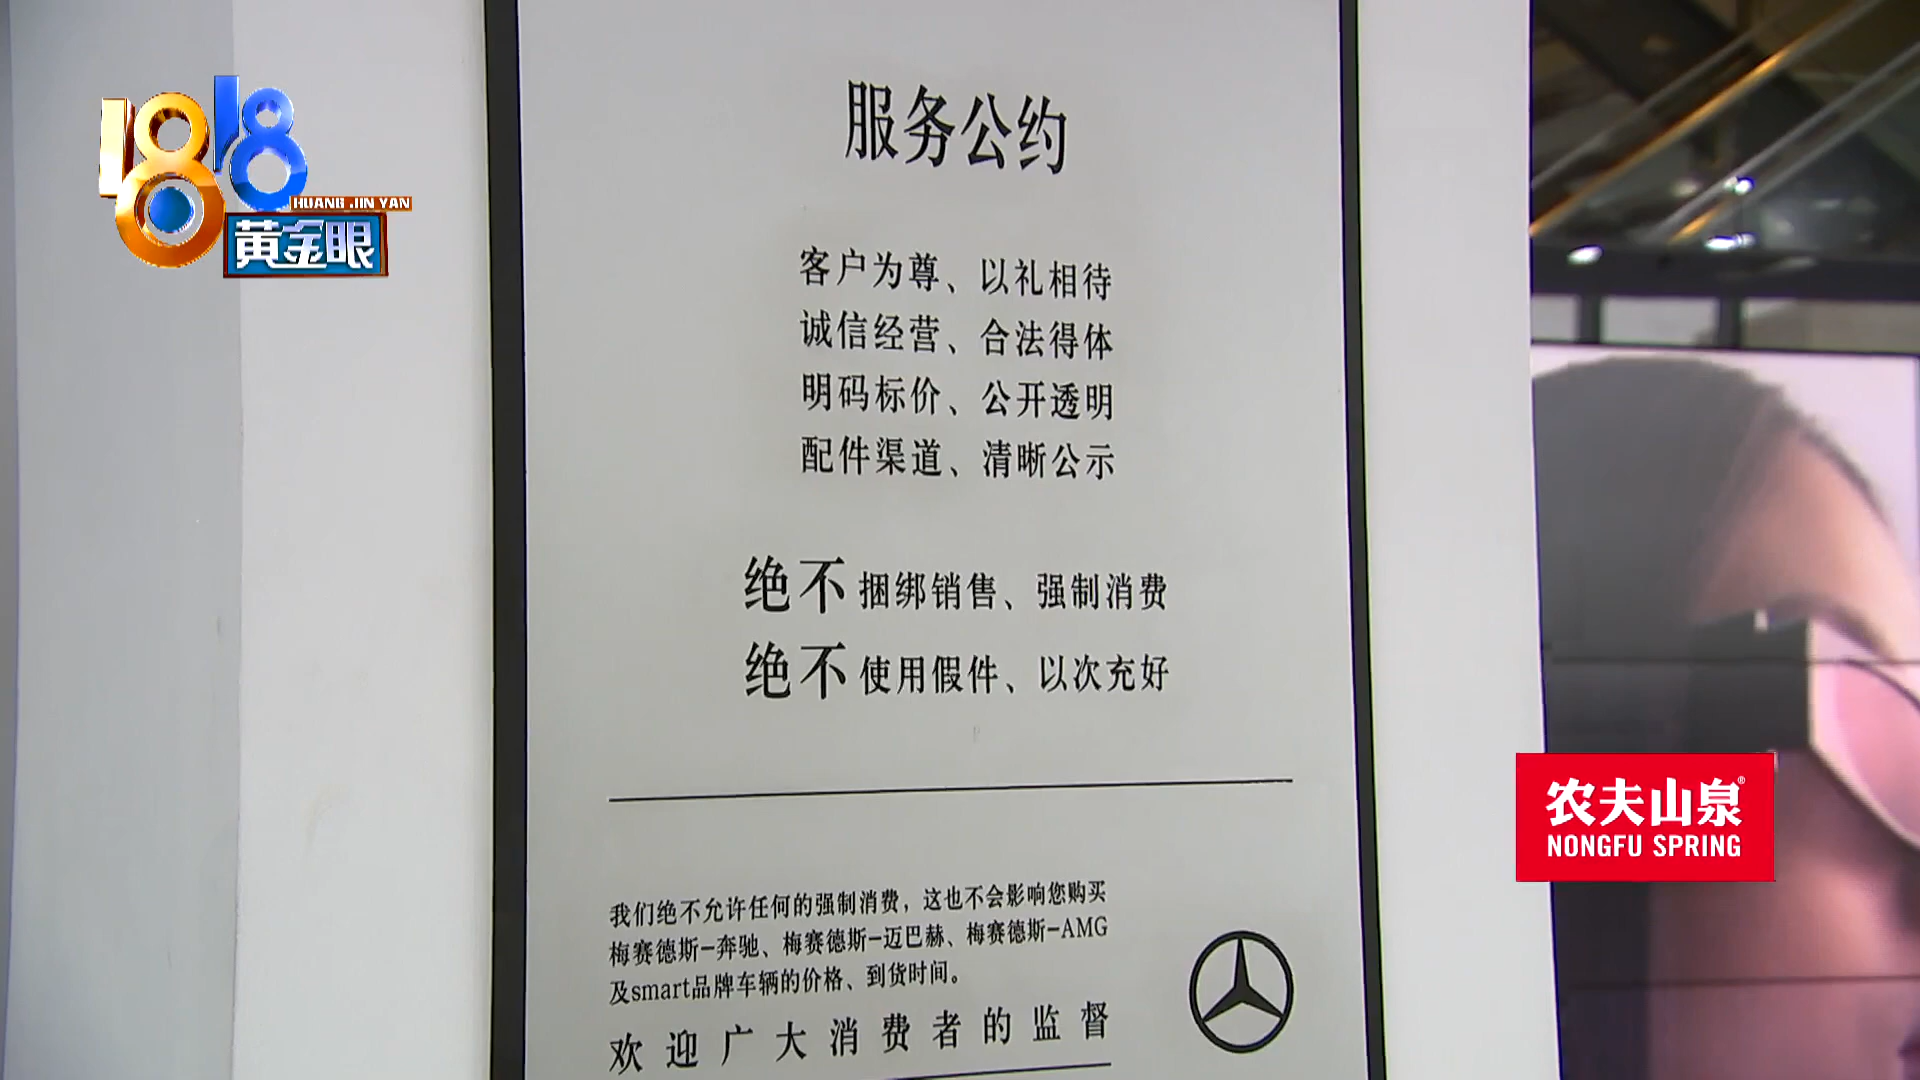 1818
HUANG JIN YAN
黄金眼
服务公约
客户为尊、以礼相待
诚信经营、合法得体
明码标价、公开透明
配件渠道、清晰公示
绝不 捆绑销售、强制消费
绝不 使用假件、以次充好
农夫山泉®
NONGFU SPRING
我们绝不允许任何的强制消费，这也不会影响您购买
梅赛德斯-奔驰、梅赛德斯-迈巴赫、梅赛德斯-AMG
及smart品牌车辆的价格、到货时间。
欢迎广大消费者的监督